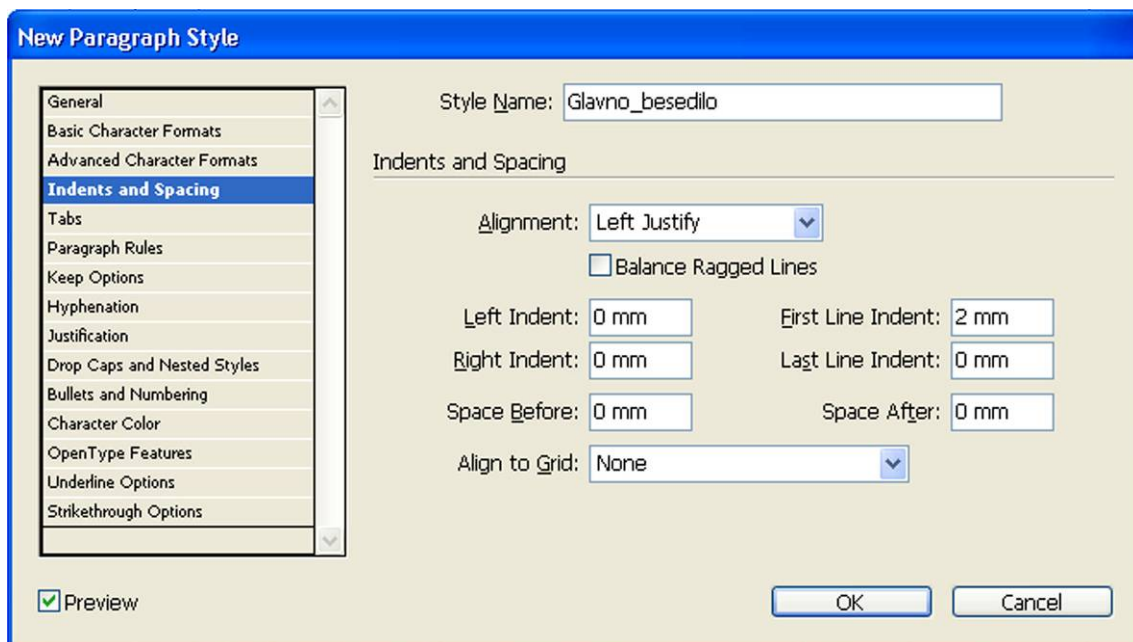 New Paragraph Style
General
Basic Character Formats
Advanced Character Formats
Indents and Spacing
Tabs
Paragraph Rules
Keep Options
Hyphenation
Justification
Drop Caps and Nested Styles
Bullets and Numbering
Character Color
OpenType Features
Underline Options
Strikethrough Options
Style Name: Glavno_besedilo
Indents and Spacing
Alignment: Left Justify
Balance Ragged Lines
Left Indent: 0 mm First Line Indent: 2 mm
Right Indent: 0 mm Last Line Indent: 0 mm
Space Before: 0 mm Space After: 0 mm
Align to Grid: None
Preview OK Cancel